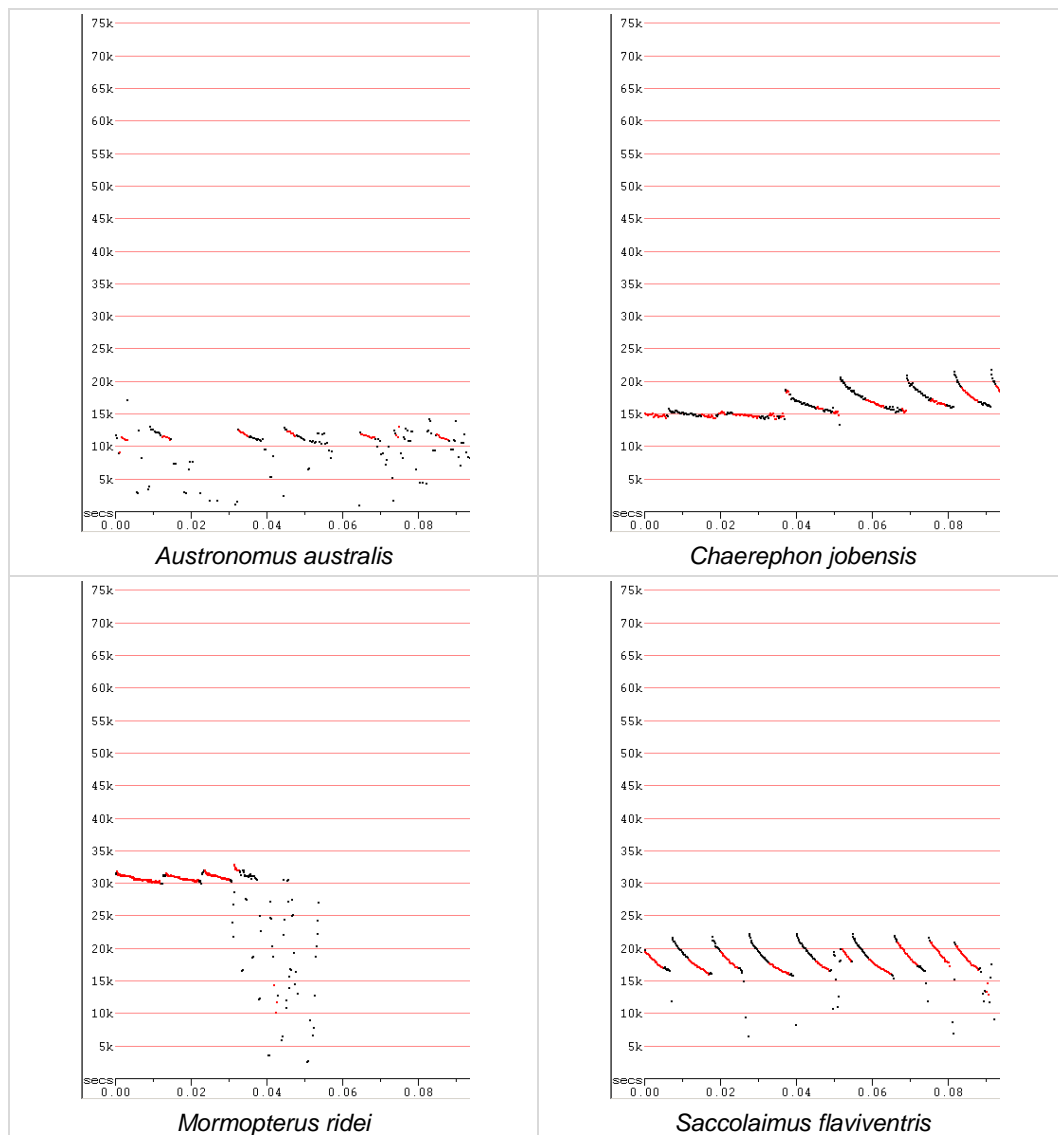 75k
70k
65k
60k
55k
50k
45k
40k
35k
30k
25k
20k
15k
10k
5k
secs
0.00 0.02 0.04 0.06 0.08
Austronomus australis
75k
70k
65k
60k
55k
50k
45k
40k
35k
30k
25k
20k
15k
10k
5k
secs
0.00 0.02 0.04 0.06 0.08
Chaerephon jobensis
75k
70k
65k
60k
55k
50k
45k
40k
35k
30k
25k
20k
15k
10k
5k
secs
0.00 0.02 0.04 0.06 0.08
Mormopterus ridei
75k
70k
65k
60k
55k
50k
45k
40k
35k
30k
25k
20k
15k
10k
5k
secs
0.00 0.02 0.04 0.06 0.08
Saccolaimus flaviventris